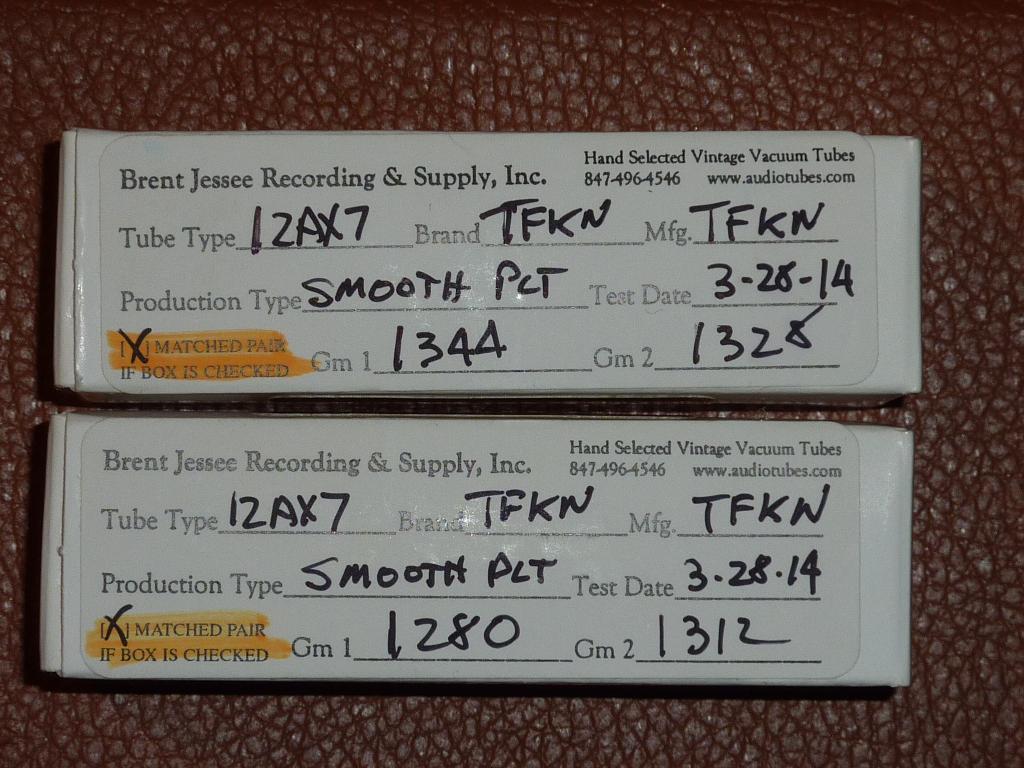 Brent Jessee Recording & Supply, Inc. Hand Selected Vintage Vacuum Tubes
847-496-4546 www.audiotubes.com
Tube Type 12AX7 Brand TFKN Mfg. TFKN
Production Type SMOOTH PLT Test Date 3-28-14
[X] MATCHED PAIR
IF BOX IS CHECKED Gm 1 1344 Gm 2 1328
Brent Jessee Recording & Supply, Inc. Hand Selected Vintage Vacuum Tubes
847-496-4546 www.audiotubes.com
Tube Type 12AX7 Brand TFKN Mfg. TFKN
Production Type SMOOTH PLT Test Date 3.28.14
[X] MATCHED PAIR
IF BOX IS CHECKED Gm 1 1280 Gm 2 1312